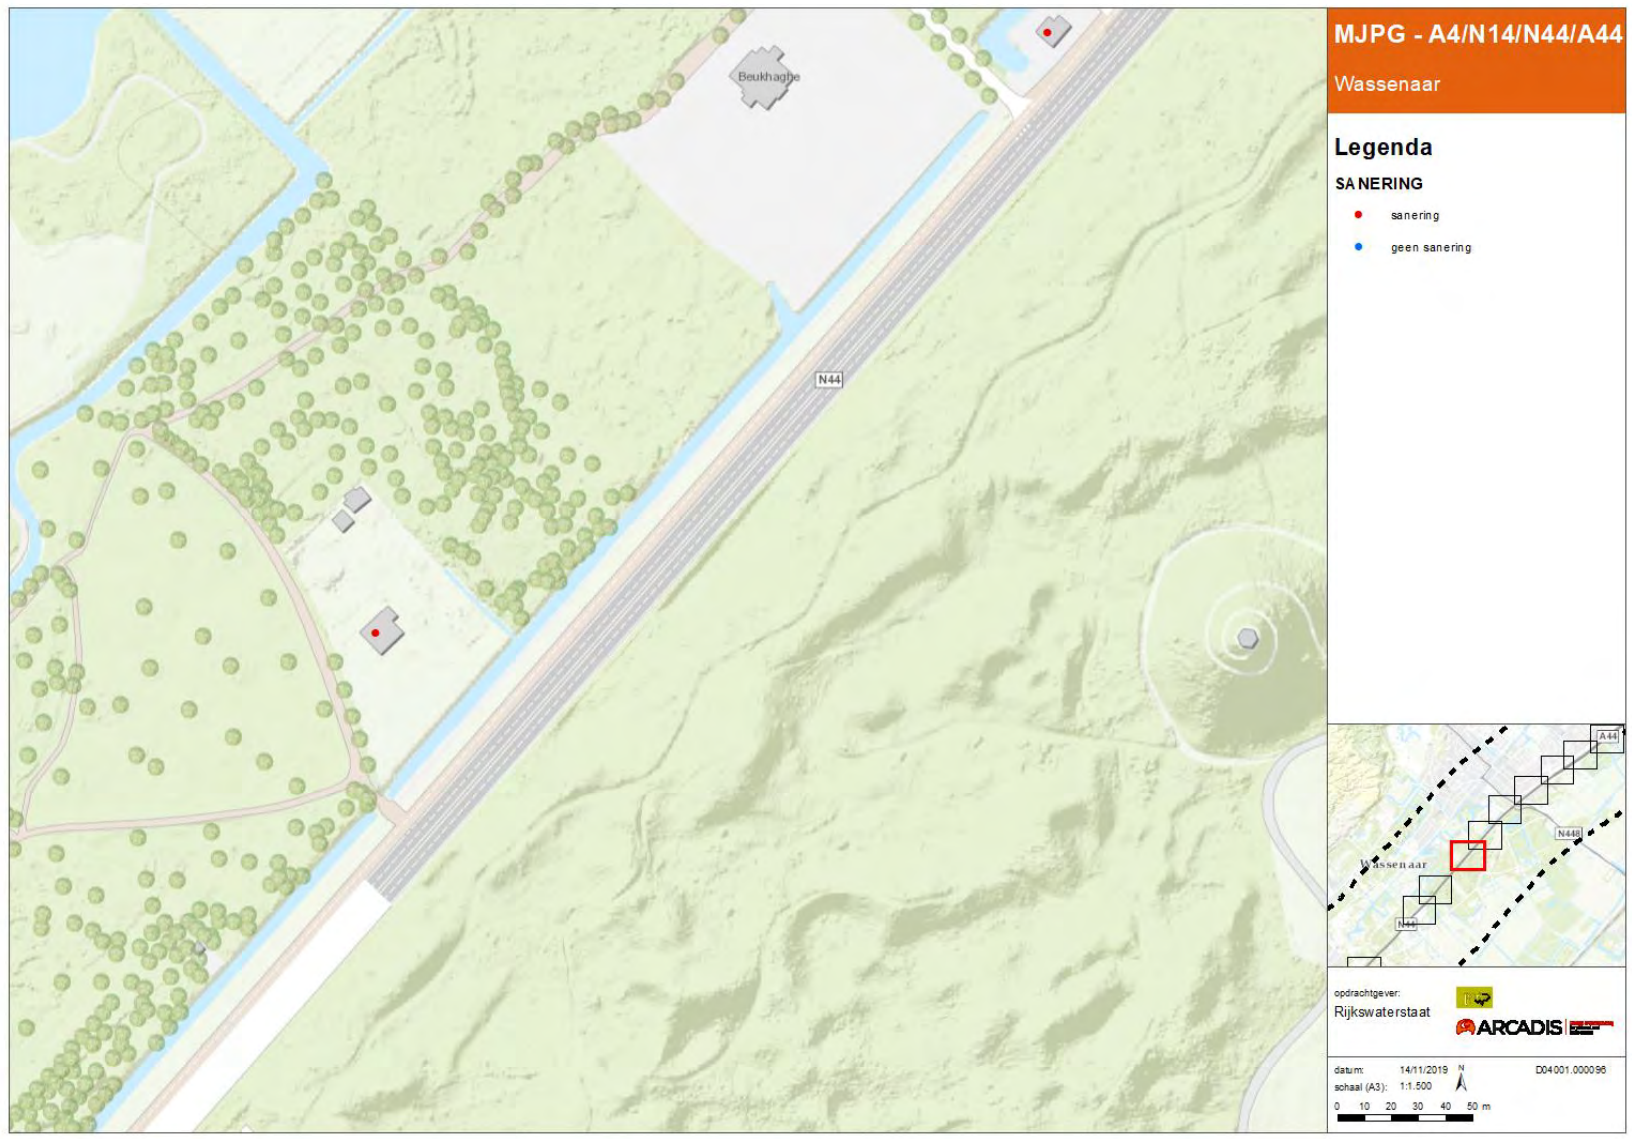 Beukhaghe
N44
MJPG - A4/N14/N44/A44
Wassenaar
Legenda
SANERING
sanering
geen sanering
A44
N448
Wassenaar
N44
opdrachtgever:
Rijkswaterstaat
ARCADIS
datum: 14/11/2019 N D04001.000096
schaal (A3): 1:1.500
0 10 20 30 40 50 m